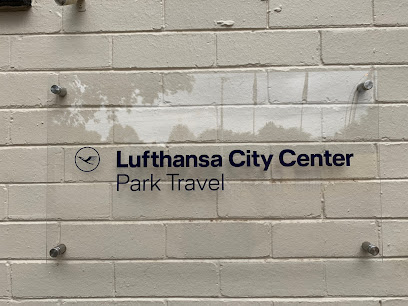 Lufthansa City Center
Park Travel